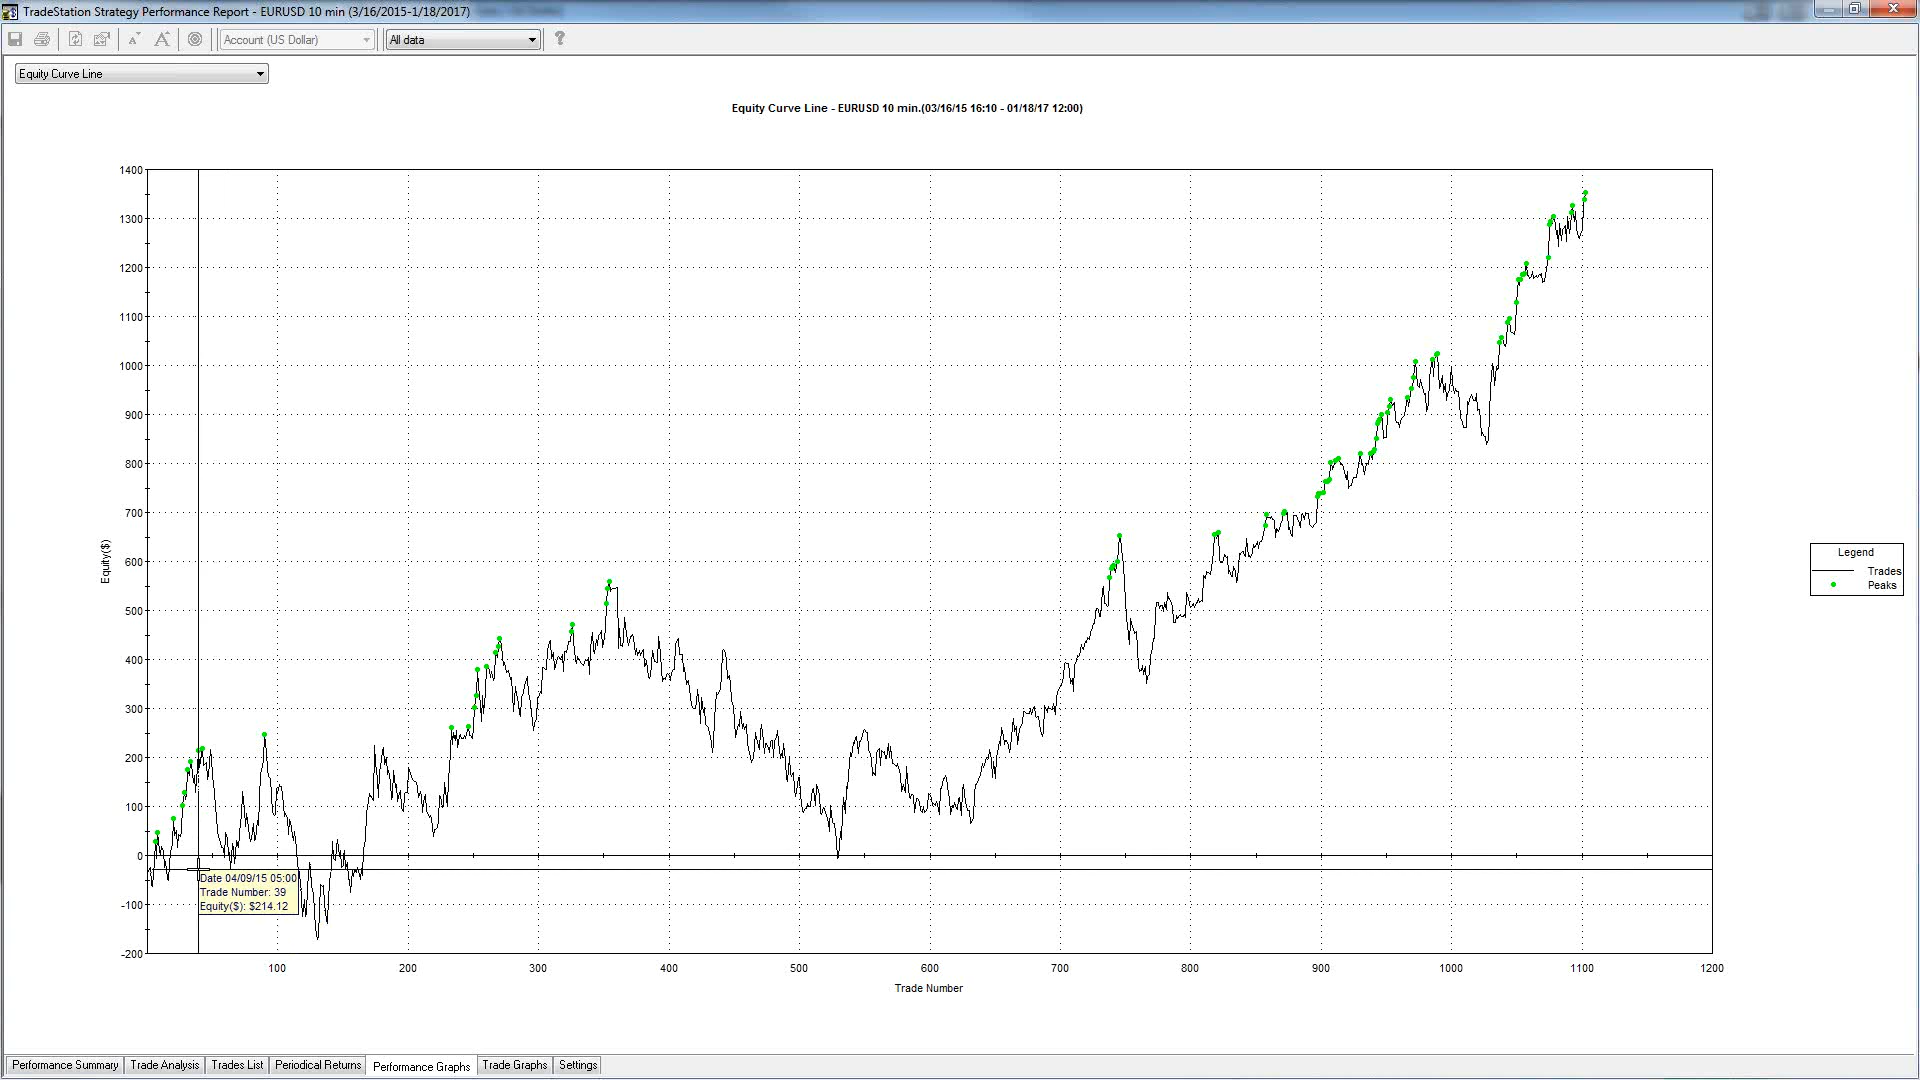 TradeStation Strategy Performance Report - EURUSD 10 min (3/16/2015-1/18/2017)
Account (US Dollar)
All data
Equity Curve Line
Equity Curve Line - EURUSD 10 min.(03/16/15 16:10 - 01/18/17 12:00)
1400
1300
1200
1100
1000
900
800
700
600
500
400
300
200
100
0
-100
-200
Equity($)
Date 04/09/15 05:00
Trade Number: 39
Equity($): $214.12
100 200 300 400 500 600 700 800 900 1000 1100 1200
Trade Number
Legend
Trades
Peaks
Performance Summary Trade Analysis Trades List Periodical Returns Performance Graphs Trade Graphs Settings